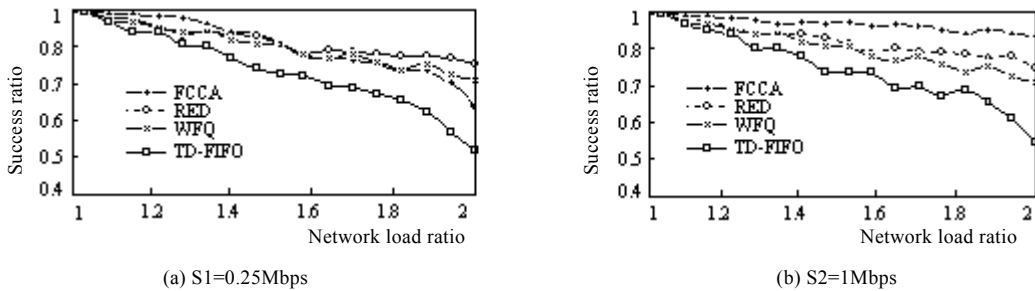 1
0.9
0.8
0.7
0.6
0.5
0.4
Success ratio
FCCA
RED
WFQ
TD-FIFO
1 1.2 1.4 1.6 1.8 2
Network load ratio
(a) S1=0.25Mbps
1
0.9
0.8
0.7
0.6
0.5
0.4
Success ratio
FCCA
RED
WFQ
TD-FIFO
1 1.2 1.4 1.6 1.8 2
Network load ratio
(b) S2=1Mbps